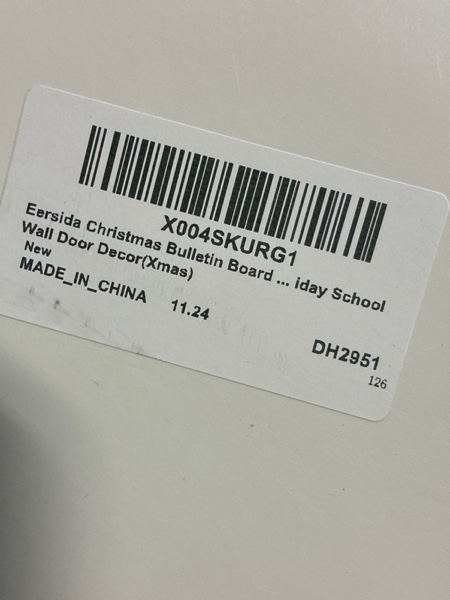 X004SKURG1
Eersida Christmas Bulletin Board ... iday School
Wall Door Decor(Xmas)
New
MADE_IN_CHINA 11.24
DH2951
126